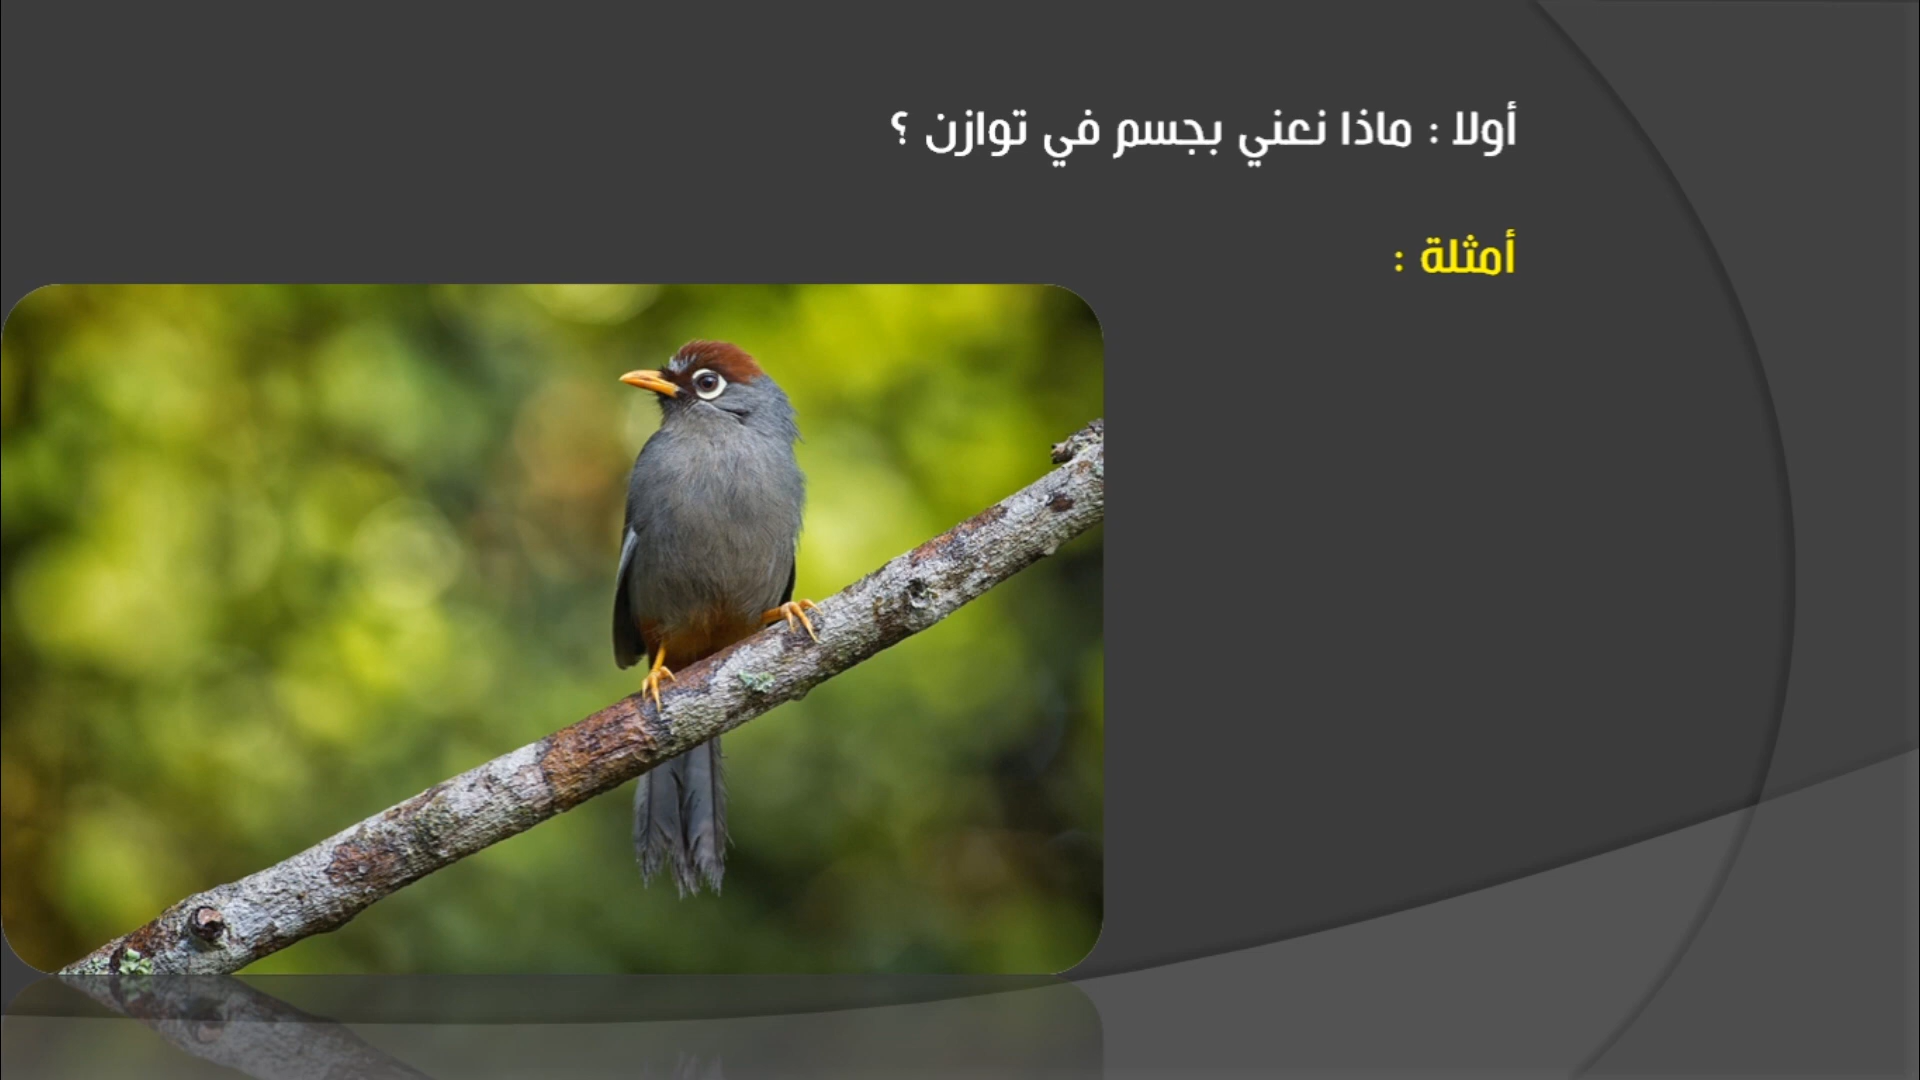 أولا : ماذا نعني بجسم في توازن ؟
أمثلة :